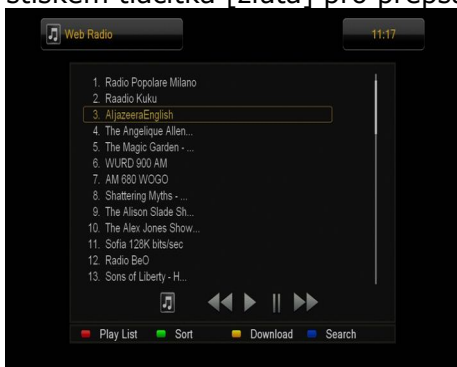 stiskem tlačítka [žlutá] pro přepso
Web Radio
11:17
1. Radio Popolare Milano
2. Raadio Kuku
3. AljazeeraEnglish
4. The Angelique Allen...
5. The Magic Garden - ...
6. WURD 900 AM
7. AM 680 WOGO
8. Shattering Myths - ...
9. The Alison Slade Sh...
10. The Alex Jones Show...
11. Sofia 128K bits/sec
12. Radio BeO
13. Sons of Liberty - H...
Play List Sort Download Search